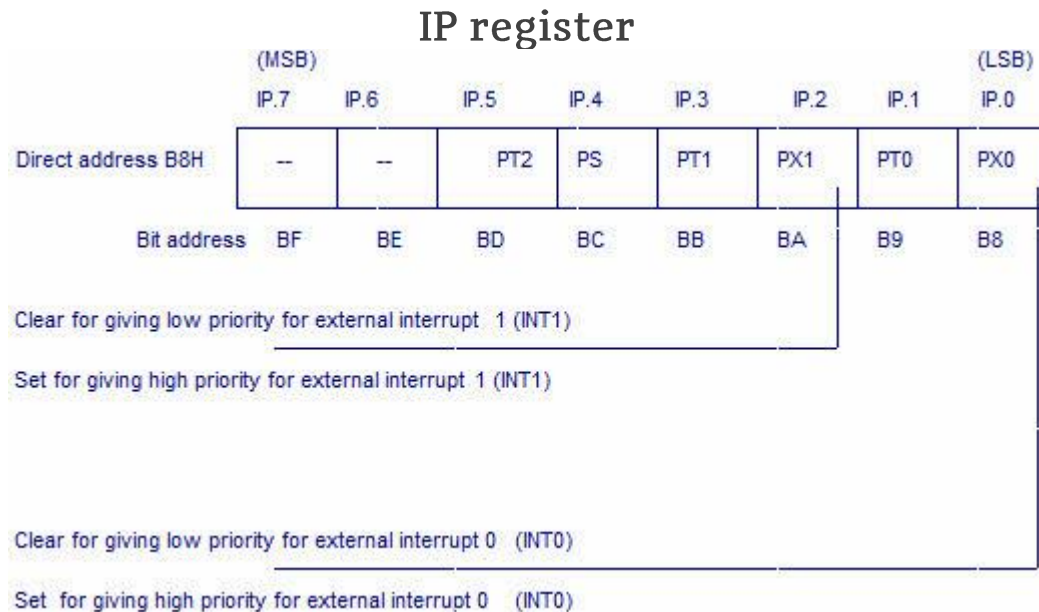 IP register
(MSB) (LSB)
IP.7 IP.6 IP.5 IP.4 IP.3 IP.2 IP.1 IP.0
Direct address B8H -- -- PT2 PS PT1 PX1 PT0 PX0
Bit address BF BE BD BC BB BA B9 B8
Clear for giving low priority for external interrupt 1 (INT1)
Set for giving high priority for external interrupt 1 (INT1)
Clear for giving low priority for external interrupt 0 (INT0)
Set for giving high priority for external interrupt 0 (INT0)